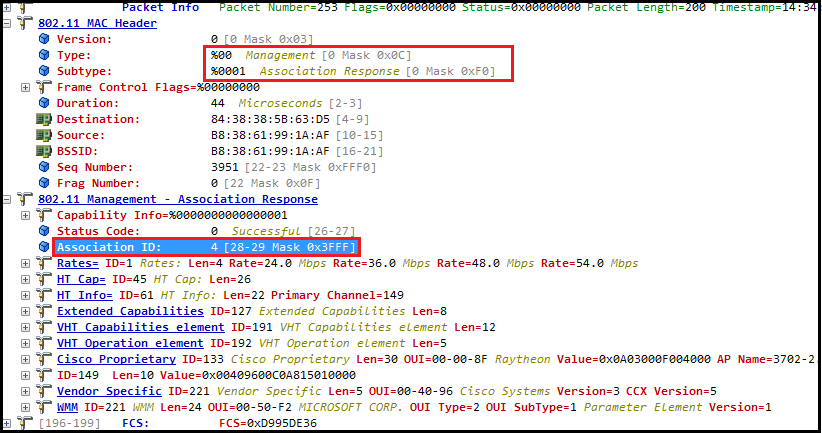 Packet Info Packet Number=253 Flags=0x00000000 Status=0x00000000 Packet Length=200 Timestamp=14:34
802.11 MAC Header
Version: 0 [0 Mask 0x03]
Type: %00 Management [0 Mask 0x0C]
Subtype: %0001 Association Response [0 Mask 0xF0]
Frame Control Flags=%00000000
Duration: 44 Microseconds [2-3]
Destination: 84:38:38:5B:63:D5 [4-9]
Source: B8:38:61:99:1A:AF [10-15]
BSSID: B8:38:61:99:1A:AF [16-21]
Seq Number: 3951 [22-23 Mask 0xFFF0]
Frag Number: 0 [22 Mask 0x0F]
802.11 Management - Association Response
Capability Info=%0000000000000001
Status Code: 0 Successful [26-27]
Association ID: 4 [28-29 Mask 0x3FFF]
Rates= ID=1 Rates: Len=4 Rate=24.0 Mbps Rate=36.0 Mbps Rate=48.0 Mbps Rate=54.0 Mbps
HT Cap= ID=45 HT Cap: Len=26
HT Info= ID=61 HT Info: Len=22 Primary Channel=149
Extended Capabilities ID=127 Extended Capabilities Len=8
VHT Capabilities element ID=191 VHT Capabilities element Len=12
VHT Operation element ID=192 VHT Operation element Len=5
Cisco Proprietary ID=133 Cisco Proprietary Len=30 OUI=00-00-8F Raytheon Value=0x0A03000F004000 AP Name=3702-2.
ID=149 Len=10 Value=0x00409600C0A815010000
Vendor Specific ID=221 Vendor Specific Len=5 OUI=00-40-96 Cisco Systems Version=3 CCX Version=5
WMM ID=221 WMM Len=24 OUI=00-50-F2 MICROSOFT CORP. OUI Type=2 OUI SubType=1 Parameter Element Version=1
[196-199] FCS: FCS=0xD995DE36